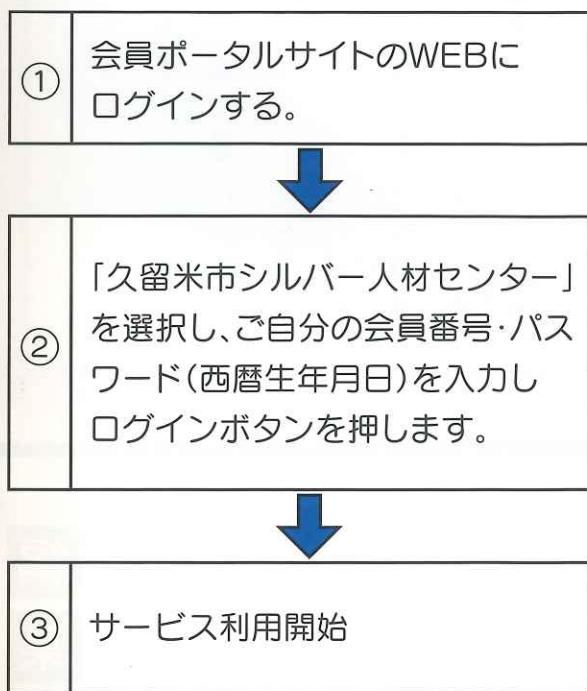 ①
会員ポータルサイトのWEBに
ログインする。
②
「久留米市シルバー人材センター」
を選択し、ご自分の会員番号・パス
ワード(西暦生年月日)を入力し
ログインボタンを押します。
③
サービス利用開始